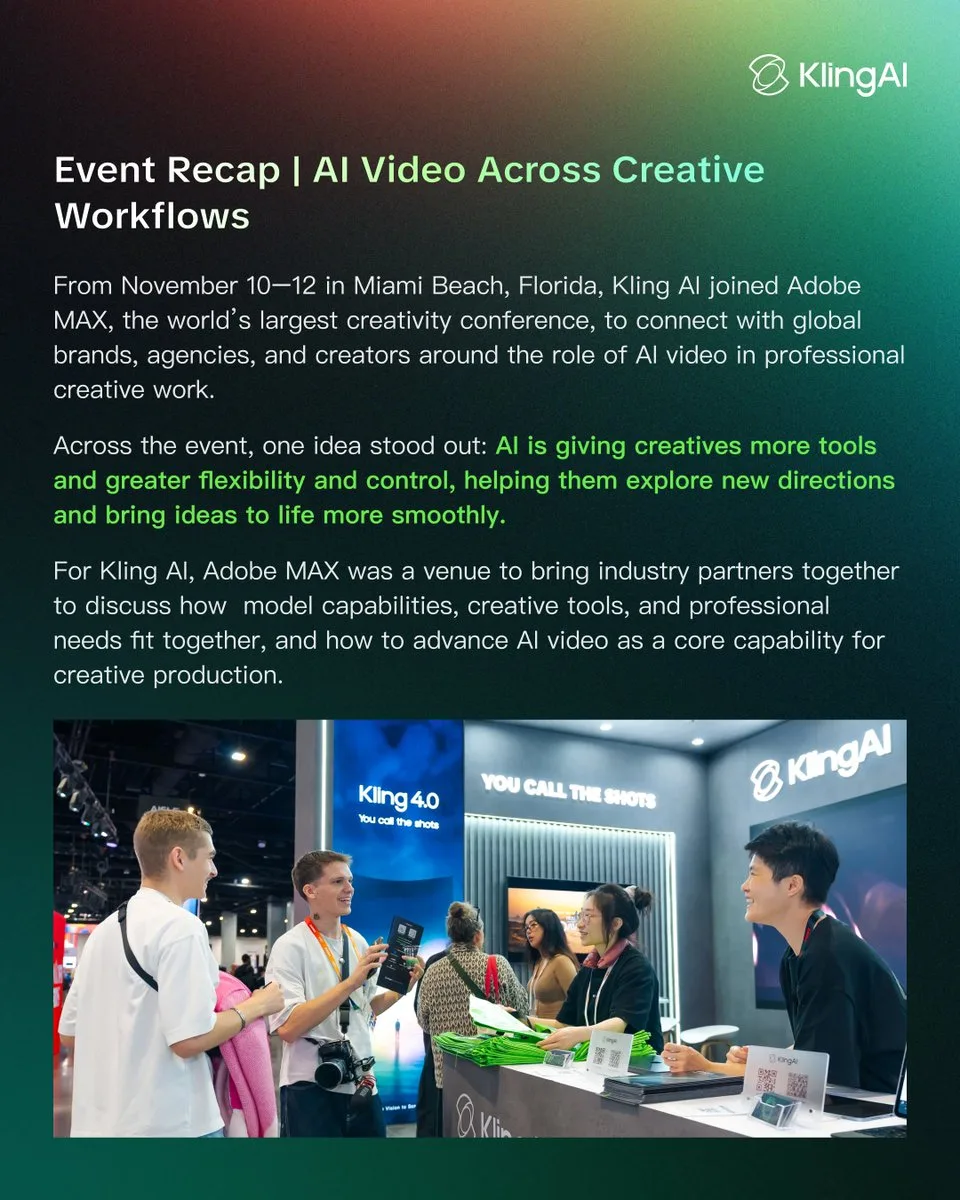 KlingAI
Event Recap | AI Video Across Creative
Workflows
From November 10—12 in Miami Beach, Florida, Kling AI joined Adobe
MAX, the world’s largest creativity conference, to connect with global
brands, agencies, and creators around the role of AI video in professional
creative work.
Across the event, one idea stood out: AI is giving creatives more tools
and greater flexibility and control, helping them explore new directions
and bring ideas to life more smoothly.
For Kling AI, Adobe MAX was a venue to bring industry partners together
to discuss how  model capabilities, creative tools, and professional
needs fit together, and how to advance AI video as a core capability for
creative production.
Kling 4.0
You call the shots
YOU CALL THE SHOTS
KlingAI
KlingAI